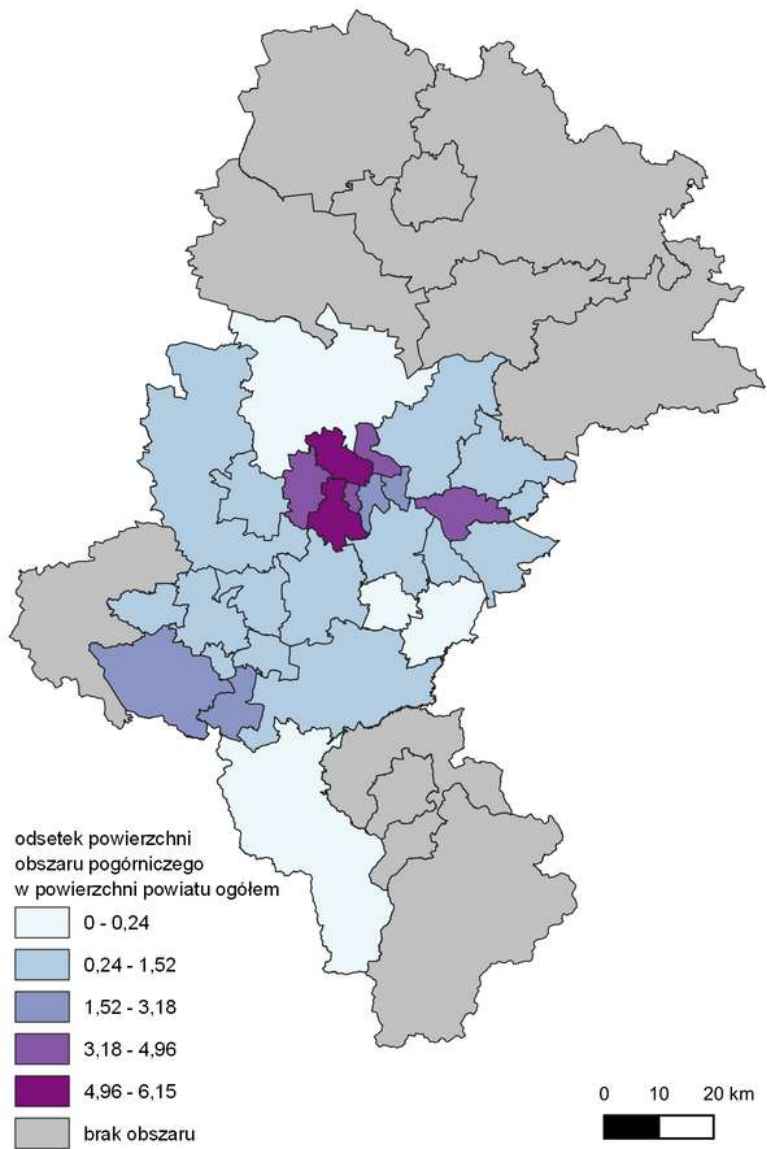 odsetek powierzchni
obszaru pogórniczego
w powierzchni powiatu ogółem
0 - 0,24
0,24 - 1,52
1,52 - 3,18
3,18 - 4,96
4,96 - 6,15
brak obszaru
0 10 20 km